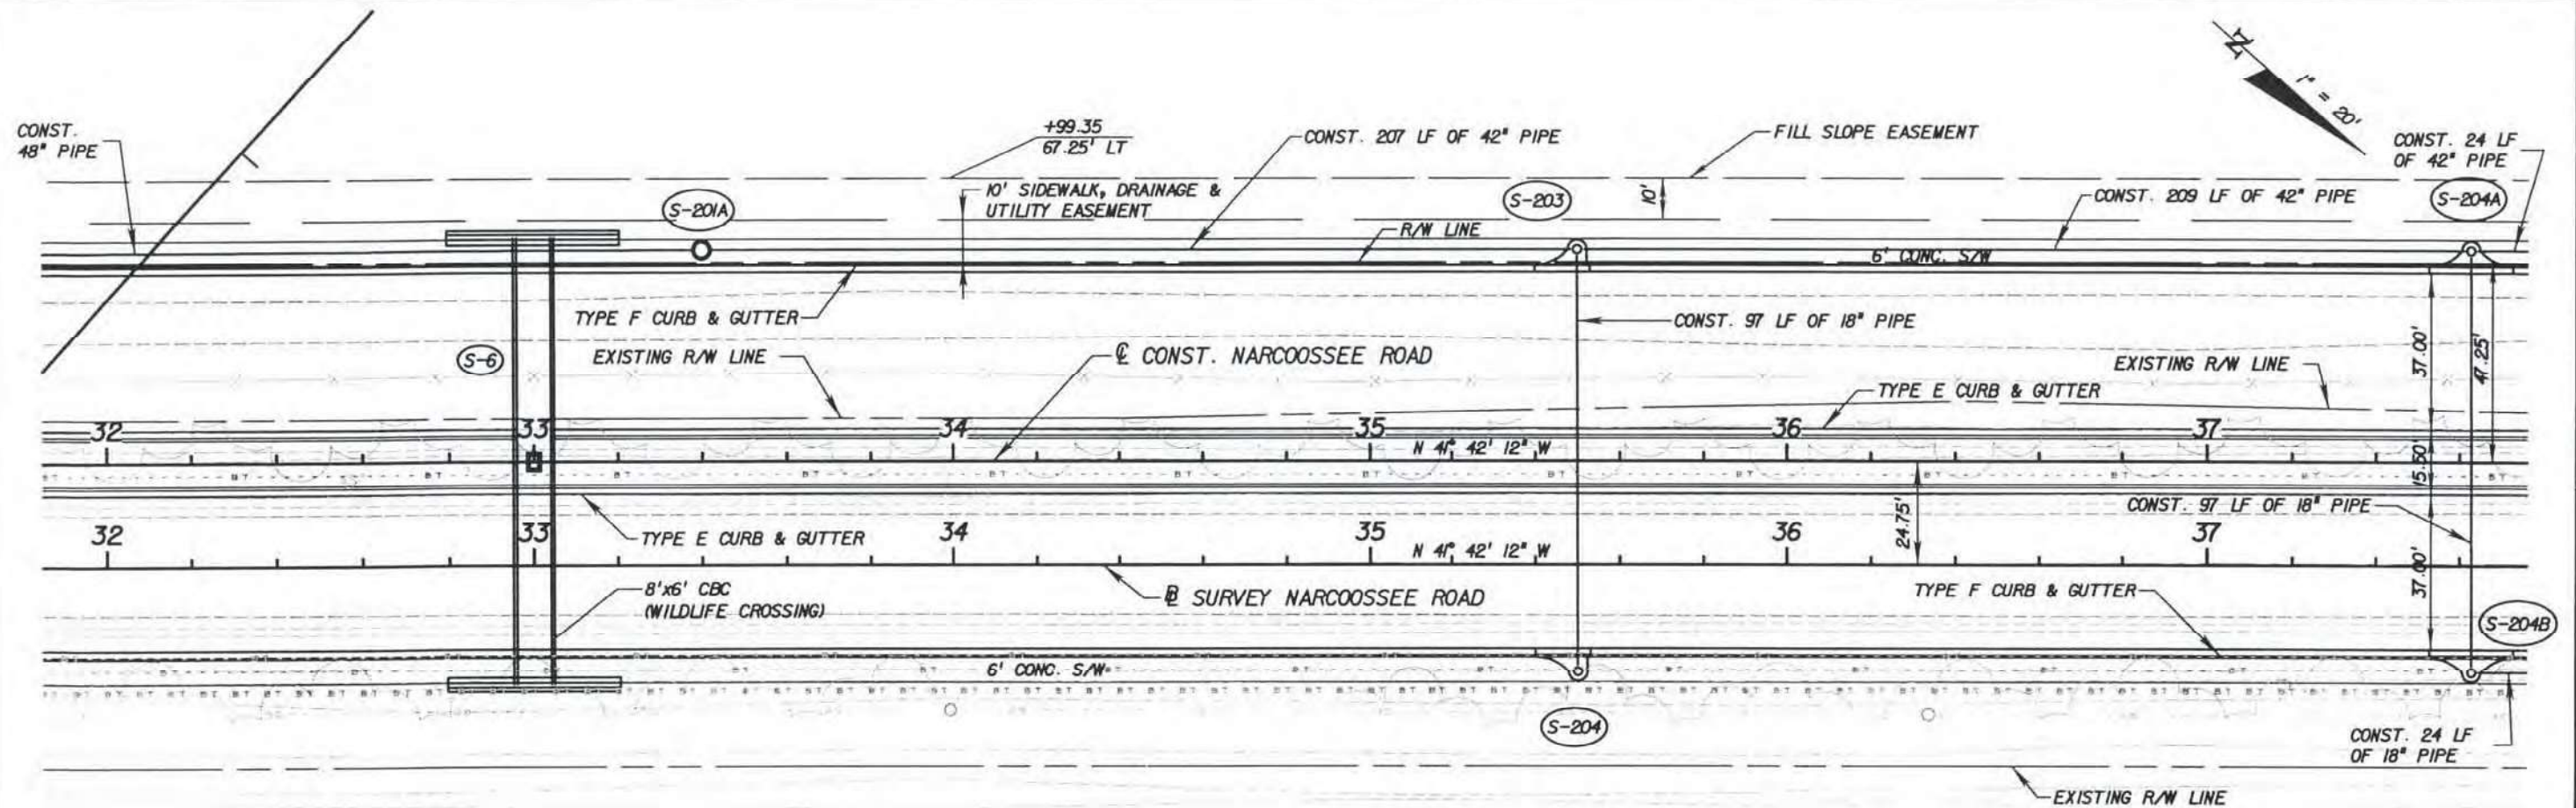 CONST.
48" PIPE
S-201A
+99.35
67.25' LT
10' SIDEWALK, DRAINAGE &
UTILITY EASEMENT
CONST. 207 LF OF 42" PIPE
S-203
10'
FILL SLOPE EASEMENT
N
1" = 20'
CONST. 24 LF
OF 42" PIPE
CONST. 209 LF OF 42" PIPE
S-204A
R/W LINE
6' CONC. S/W
TYPE F CURB & GUTTER
CONST. 97 LF OF 18" PIPE
S-6
EXISTING R/W LINE
℄ CONST. NARCOOSSEE ROAD
TYPE E CURB & GUTTER
EXISTING R/W LINE
37.00'
47.25'
32 33 34 35 36 37
N 41° 42' 12" W
15.50'
CONST. 97 LF OF 18" PIPE
24.75'
32 33 34 35 36 37
TYPE E CURB & GUTTER
N 41° 42' 12" W
8'x6' CBC
(WILDLIFE CROSSING)
BL SURVEY NARCOOSSEE ROAD
TYPE F CURB & GUTTER
37.00'
S-204B
6' CONC. S/W
S-204
CONST. 24 LF
OF 18" PIPE
EXISTING R/W LINE